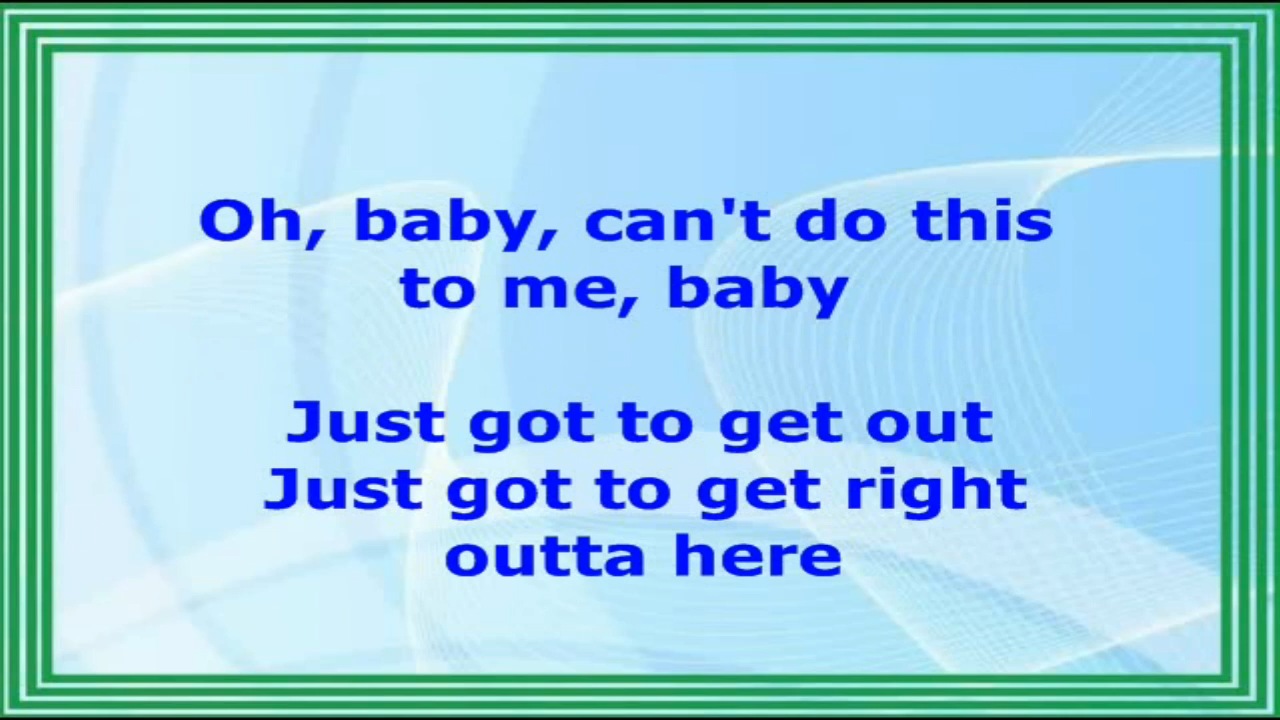 Oh, baby, can't do this
to me, baby
Just got to get out
Just got to get right
outta here